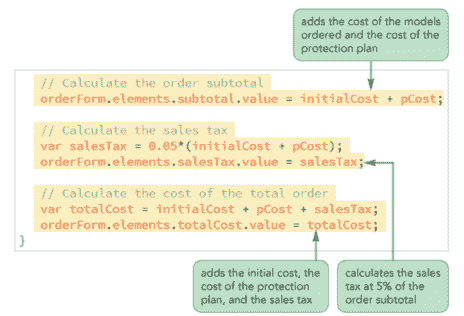 adds the cost of the models
ordered and the cost of the
protection plan
// Calculate the order subtotal
orderForm.elements.subtotal.value = initialCost + pCost;
// Calculate the sales tax
var salesTax = 0.05*(initialCost + pCost);
orderForm.elements.salesTax.value = salesTax;
// Calculate the cost of the total order
var totalCost = initialCost + pCost + salesTax;
orderForm.elements.totalCost.value = totalCost;
}
adds the initial cost, the
cost of the protection
plan, and the sales tax
calculates the sales
tax at 5% of the
order subtotal